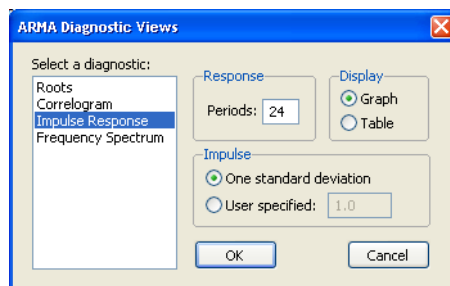 ARMA Diagnostic Views
Select a diagnostic:
Roots
Correlogram
Impulse Response
Frequency Spectrum
Response
Periods: 24
Display
Graph
Table
Impulse
One standard deviation
User specified: 1.0
OK Cancel